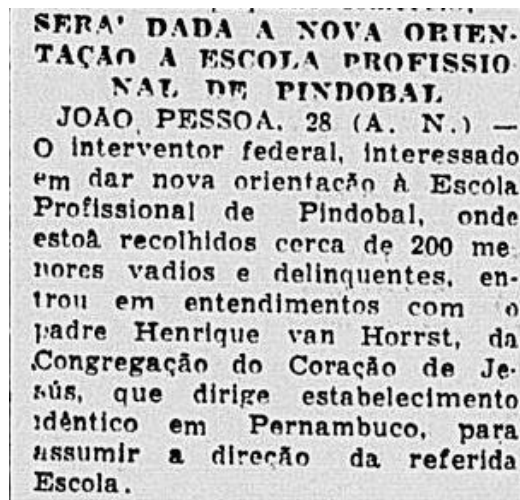 SERA' DADA A NOVA ORIEN-
TAÇÃO A ESCOLA PROFISSIO
NAL DE PINDOBAL
JOAO PESSOA, 28 (A. N.) —
O interventor federal, interessado
em dar nova orientação À Escola
Profissional de Pindobal, onde
estoà recolhidos cerca de 200 me
nores vadios e delinquentes, en-
trou em entendimentos com o
padre Henrique van Horrst, da
Congregação do Coração de Je-
sús, que dirige estabelecimento
idêntico em Pernambuco, para
assumir a direção da referida
Escola.